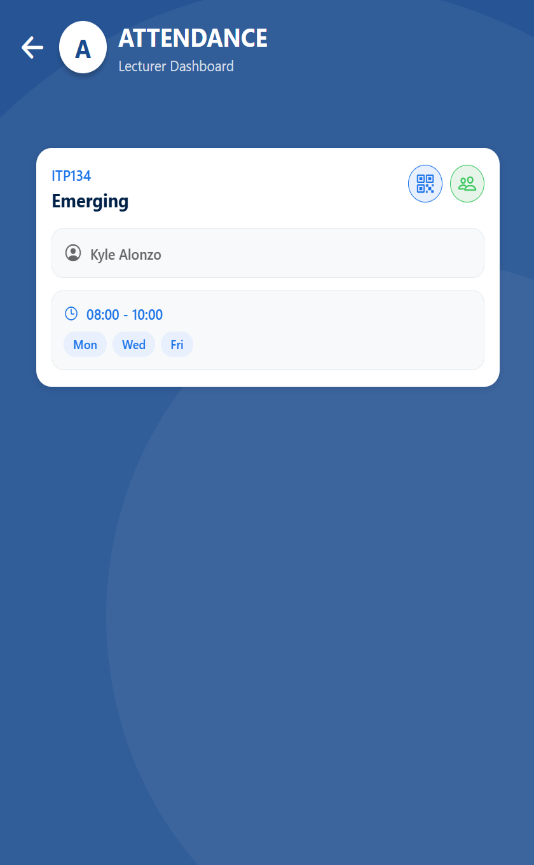 A
ATTENDANCE
Lecturer Dashboard
ITP134
Emerging
Kyle Alonzo
08:00 - 10:00
Mon Wed Fri